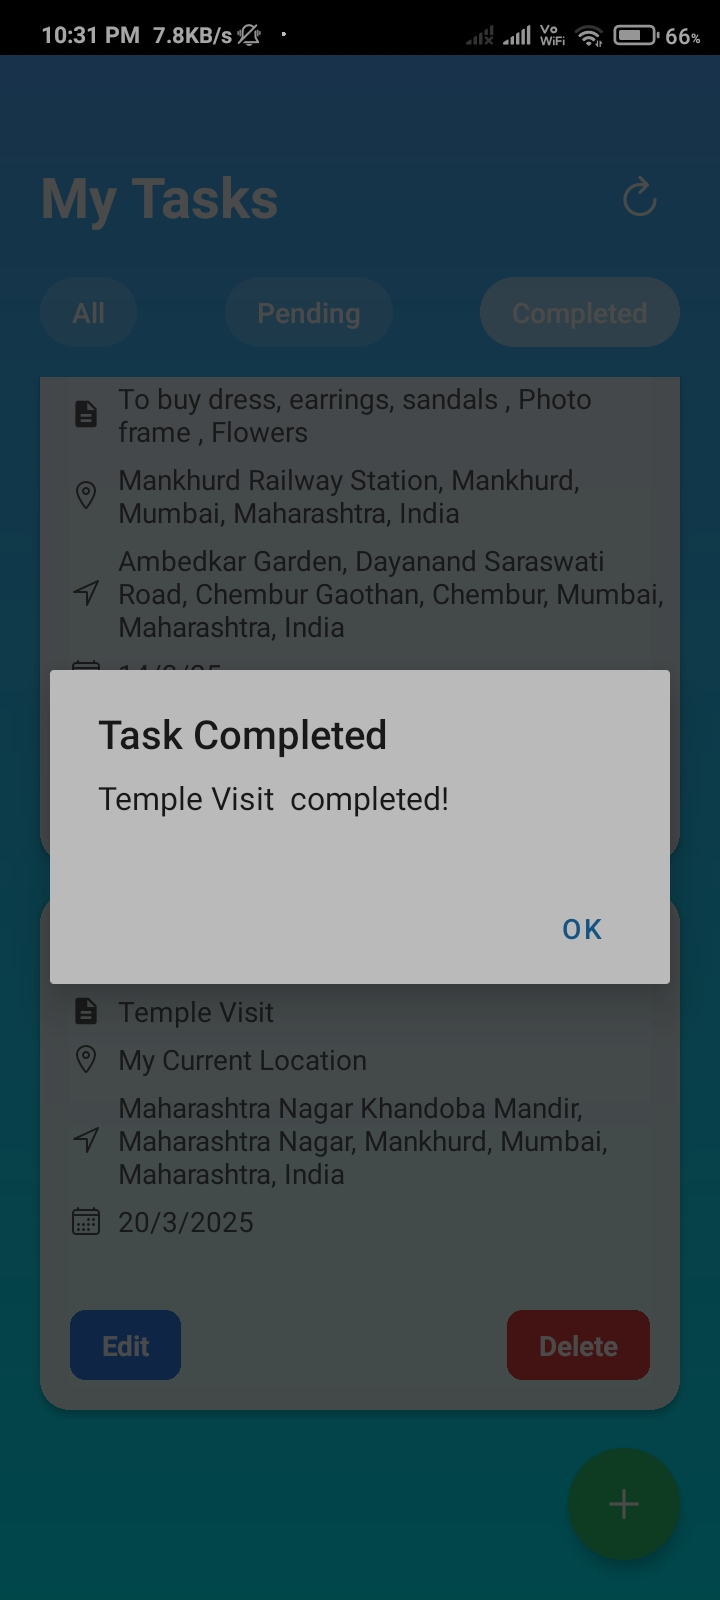 10:31 PM 7.8KB/s Vo WiFi 66%
My Tasks
All Pending Completed
To buy dress, earrings, sandals , Photo
frame , Flowers
Mankhurd Railway Station, Mankhurd,
Mumbai, Maharashtra, India
Ambedkar Garden, Dayanand Saraswati
Road, Chembur Gaothan, Chembur, Mumbai,
Maharashtra, India
Task Completed
Temple Visit  completed!
OK
Temple Visit
My Current Location
Maharashtra Nagar Khandoba Mandir,
Maharashtra Nagar, Mankhurd, Mumbai,
Maharashtra, India
20/3/2025
Edit Delete